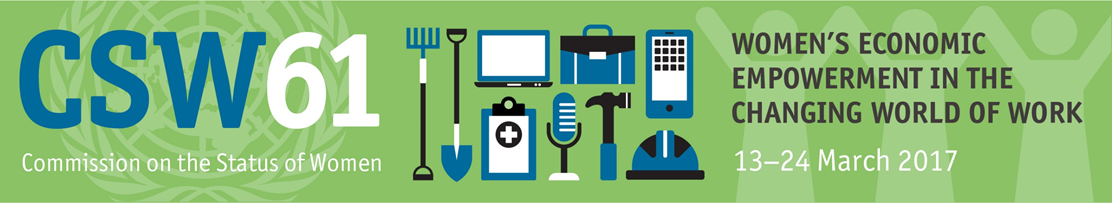 CSW61
Commission on the Status of Women
WOMEN'S ECONOMIC
EMPOWERMENT IN THE
CHANGING WORLD OF WORK
13–24 March 2017